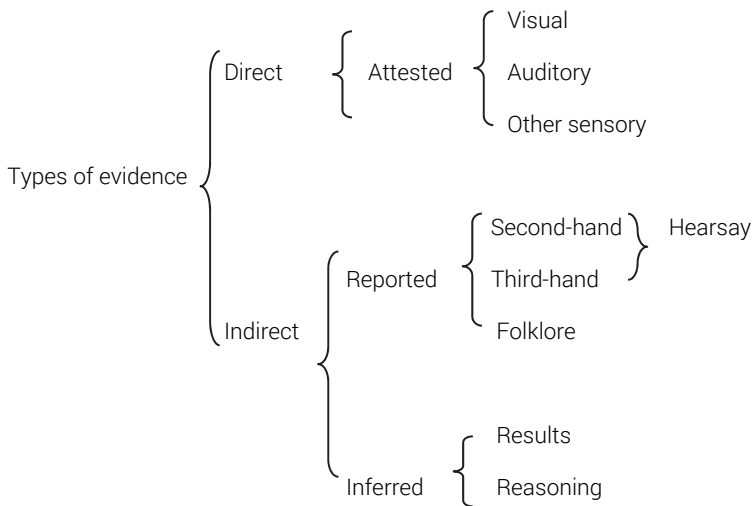 Visual
Direct Attested Auditory
Other sensory
Types of evidence
Second-hand Hearsay
Reported Third-hand
Indirect Folklore
Results
Inferred Reasoning